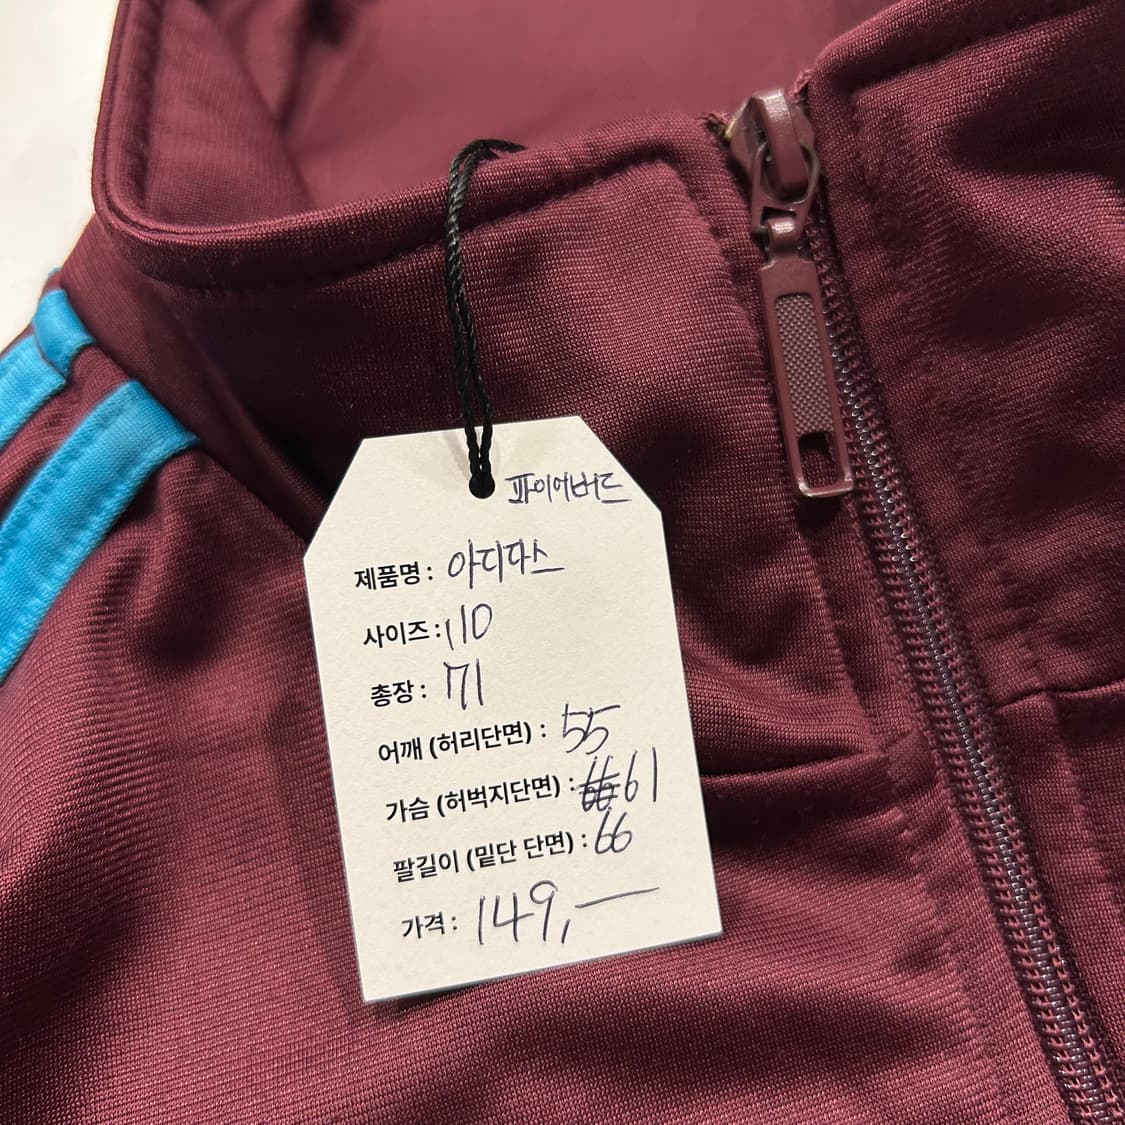 파이어버드
제품명 : 아디다스
사이즈 : 110
총장 : 71
어깨 (허리단면) : 55
가슴 (허벅지단면) : 61
팔길이 (밑단 단면) : 66
가격 : 149,—